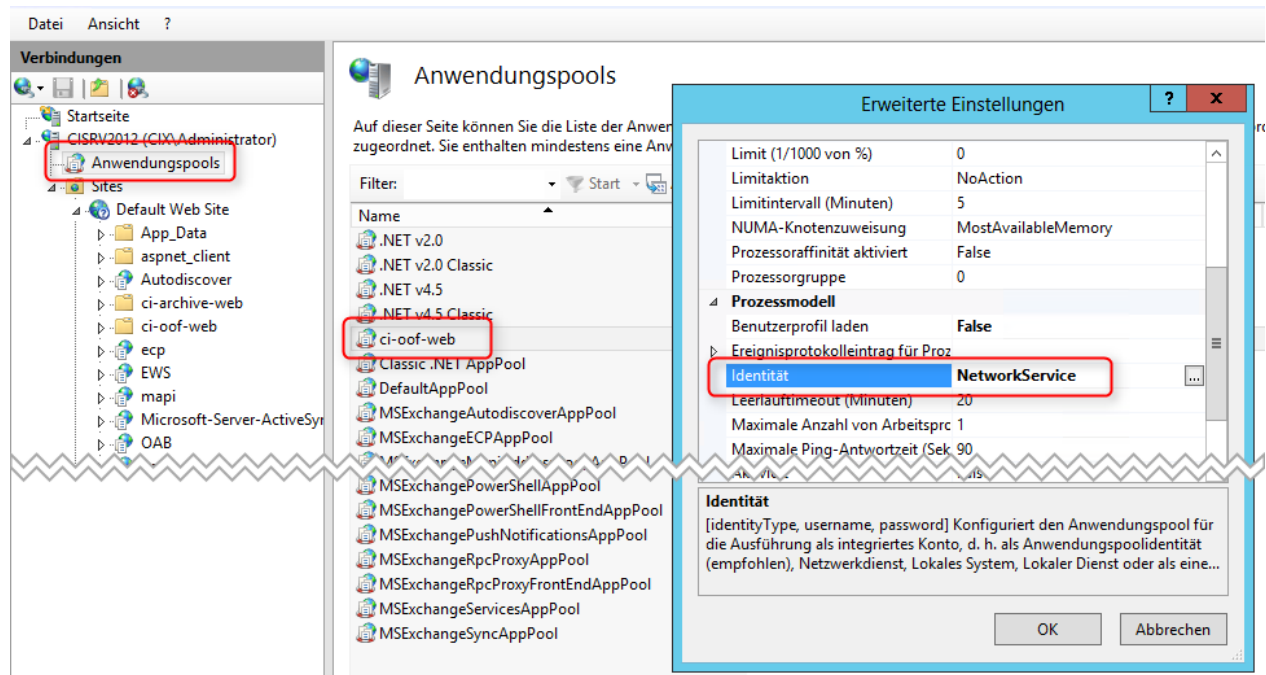 Datei Ansicht ?
Verbindungen
Startseite
CISRV2012 (CIX\Administrator)
Anwendungspools
Sites
Default Web Site
App_Data
aspnet_client
Autodiscover
ci-archive-web
ci-oof-web
ecp
EWS
mapi
Microsoft-Server-ActiveSyn
OAB
Anwendungspools
Auf dieser Seite können Sie die Liste der Anwen
zugeordnet. Sie enthalten mindestens eine Anw
Filter: Start
Name
.NET v2.0
.NET v2.0 Classic
.NET v4.5
.NET v4.5 Classic
ci-oof-web
Classic .NET AppPool
DefaultAppPool
MSExchangeAutodiscoverAppPool
MSExchangeECPAppPool
MSExchangePowerShellAppPool
MSExchangePowerShellFrontEndAppPool
MSExchangePushNotificationsAppPool
MSExchangeRpcProxyAppPool
MSExchangeRpcProxyFrontEndAppPool
MSExchangeServicesAppPool
MSExchangeSyncAppPool
Erweiterte Einstellungen ? x
Limit (1/1000 von %) 0
Limitaktion NoAction
Limitintervall (Minuten) 5
NUMA-Knotenzuweisung MostAvailableMemory
Prozessoraffinität aktiviert False
Prozessorgruppe 0
Prozessmodell
Benutzerprofil laden False
Ereignisprotokolleintrag für Proz
Identität NetworkService ...
Leerlauftimeout (Minuten) 20
Maximale Anzahl von Arbeitsprc 1
Maximale Ping-Antwortzeit (Sek 90
Identität
[identityType, username, password] Konfiguriert den Anwendungspool für
die Ausführung als integriertes Konto, d. h. als Anwendungspoolidentität
(empfohlen), Netzwerkdienst, Lokales System, Lokaler Dienst oder als eine...
OK Abbrechen